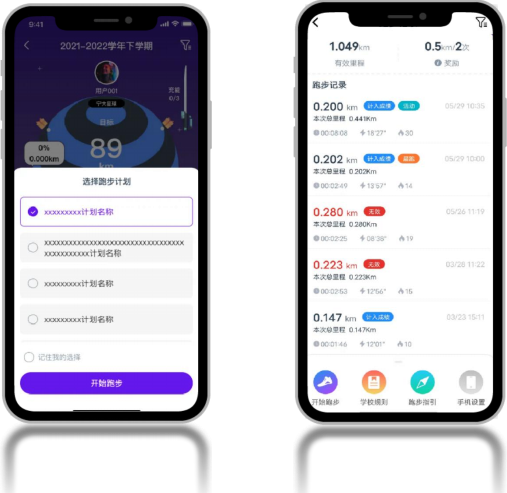 9:41
2021-2022学年下学期
用户001
目标
0/3
89
km
0%
0.000km
选择跑步计划
xxxxxxxxx计划名称
xxxxxxxxxxxxxxxxxxxxxxxxxxxxxxxxxx
xxxxxxxxxxx计划名称
xxxxxxxxx计划名称
xxxxxxxxx计划名称
记住我的选择
开始跑步
1.049km
0.5km/2次
有效里程
奖励
跑步记录
0.200 km 计入成绩 活动 05/29 10:35
本次总里程 0.441Km
00:08:08 18'27" 30
0.202 km 计入成绩 05/29 10:00
本次总里程 0.202Km
00:02:49 13'57" 14
0.280 km 无效 05/26 11:19
本次总里程 0.280Km
00:02:25 08'38" 19
0.223 km 无效 03/28 11:22
本次总里程 0.223Km
00:02:53 12'56" 15
0.147 km 计入成绩 03/23 15:11
本次总里程 0.147Km
00:01:46 12'01" 10
开始跑步 学校规则 跑步指引 手机设置